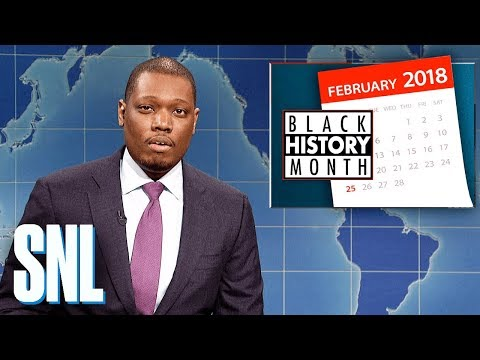 FEBRUARY 2018
BLACK
HISTORY
MONTH
WED THU FRI SAT
1 2 3
7 8 9 10
14 15 16 17
21 22 23 24
25 26 27 28
SNL